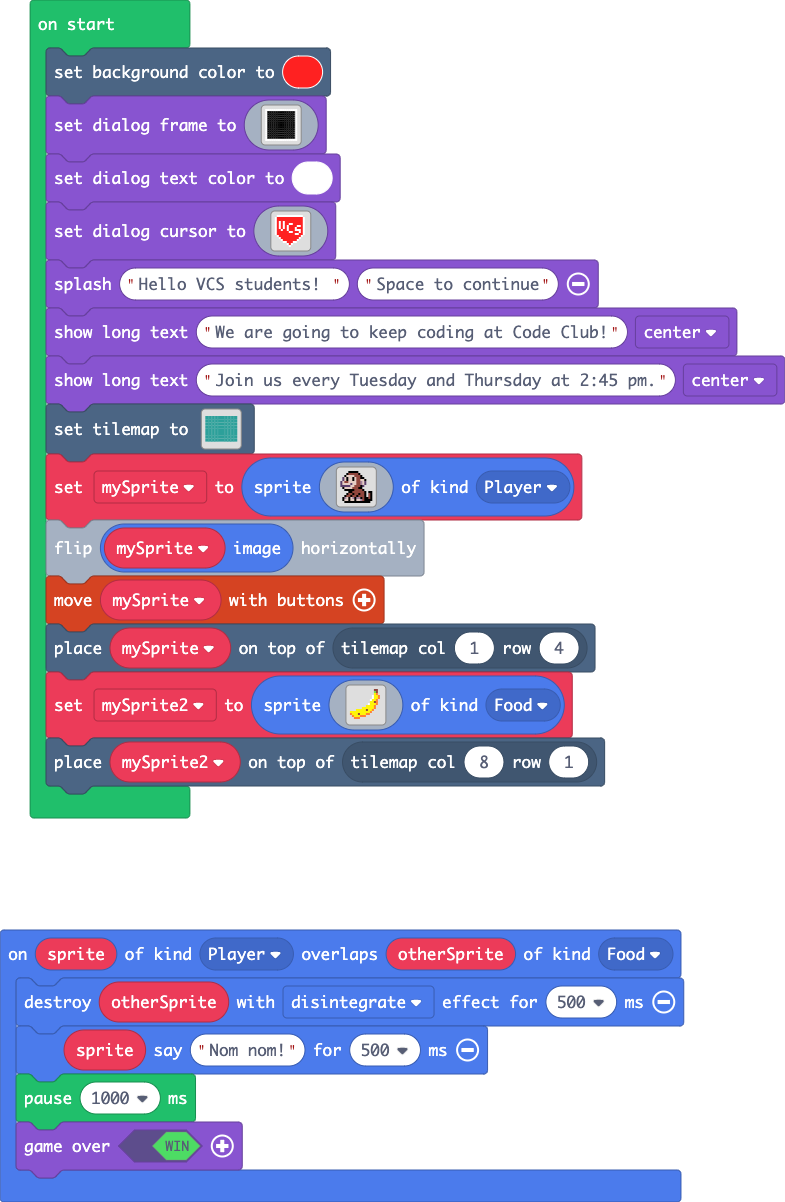 on start
set background color to
set dialog frame to
set dialog text color to
set dialog cursor to VCS
splash "Hello VCS students! " "Space to continue"
show long text "We are going to keep coding at Code Club!" center
show long text "Join us every Tuesday and Thursday at 2:45 pm." center
set tilemap to
set mySprite to sprite of kind Player
flip mySprite image horizontally
move mySprite with buttons
place mySprite on top of tilemap col 1 row 4
set mySprite2 to sprite of kind Food
place mySprite2 on top of tilemap col 8 row 1
on sprite of kind Player overlaps otherSprite of kind Food
destroy otherSprite with disintegrate effect for 500 ms
sprite say "Nom nom!" for 500 ms
pause 1000 ms
game over WIN